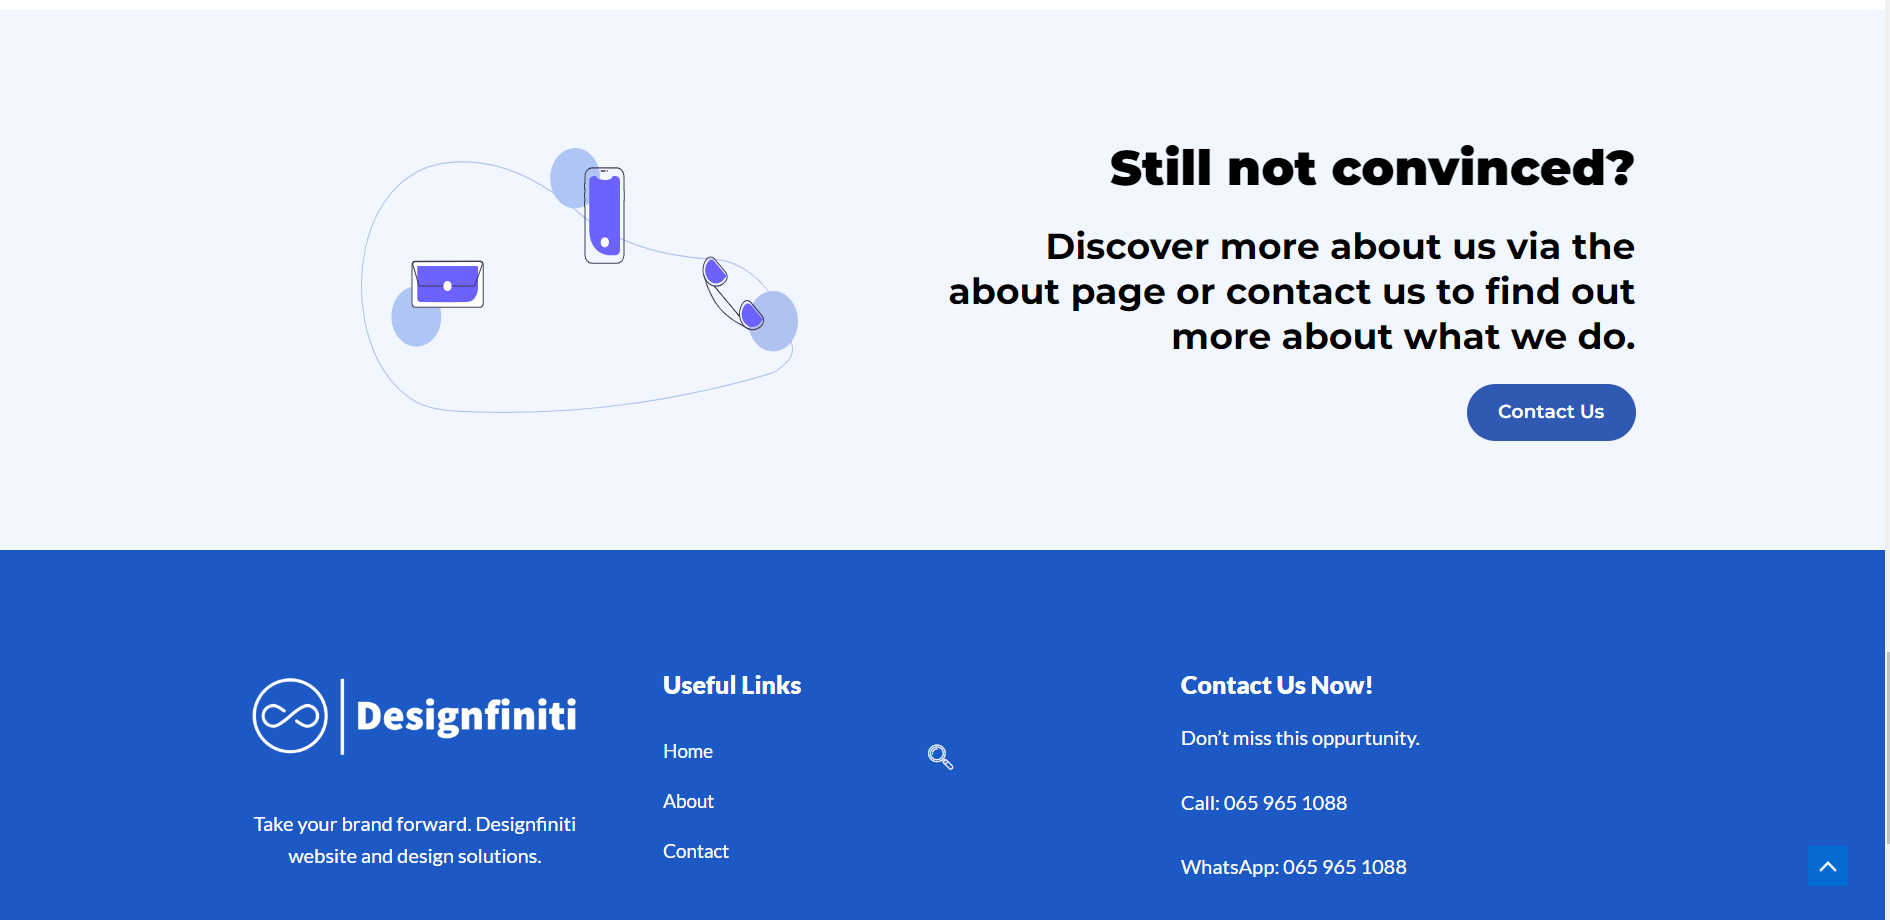 Still not convinced?
Discover more about us via the
about page or contact us to find out
more about what we do.
Contact Us
Designfiniti
Take your brand forward. Designfiniti
website and design solutions.
Useful Links
Home
About
Contact
Contact Us Now!
Don’t miss this oppurtunity.
Call: 065 965 1088
WhatsApp: 065 965 1088